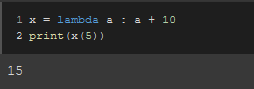 1 x = lambda a : a + 10
2 print(x(5))
15